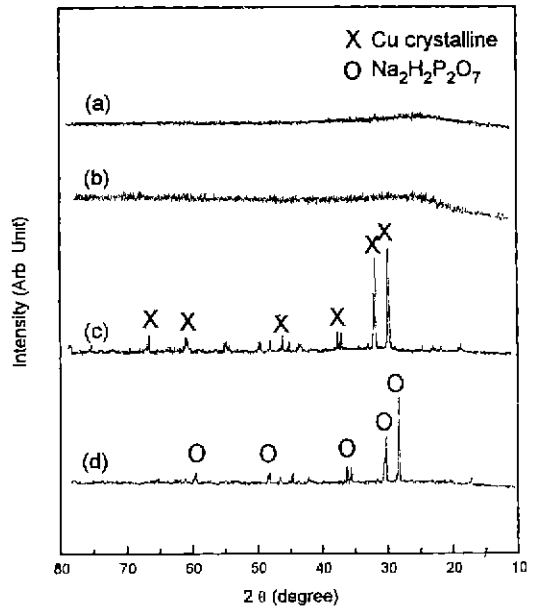 X Cu crystalline
O Na₂H₂P₂O₇
(a)
(b)
X X
X X X X
(c)
O
O O O O
(d)
Intensity (Arb Unit)
80 70 60 50 40 30 20 10
2 θ (degree)